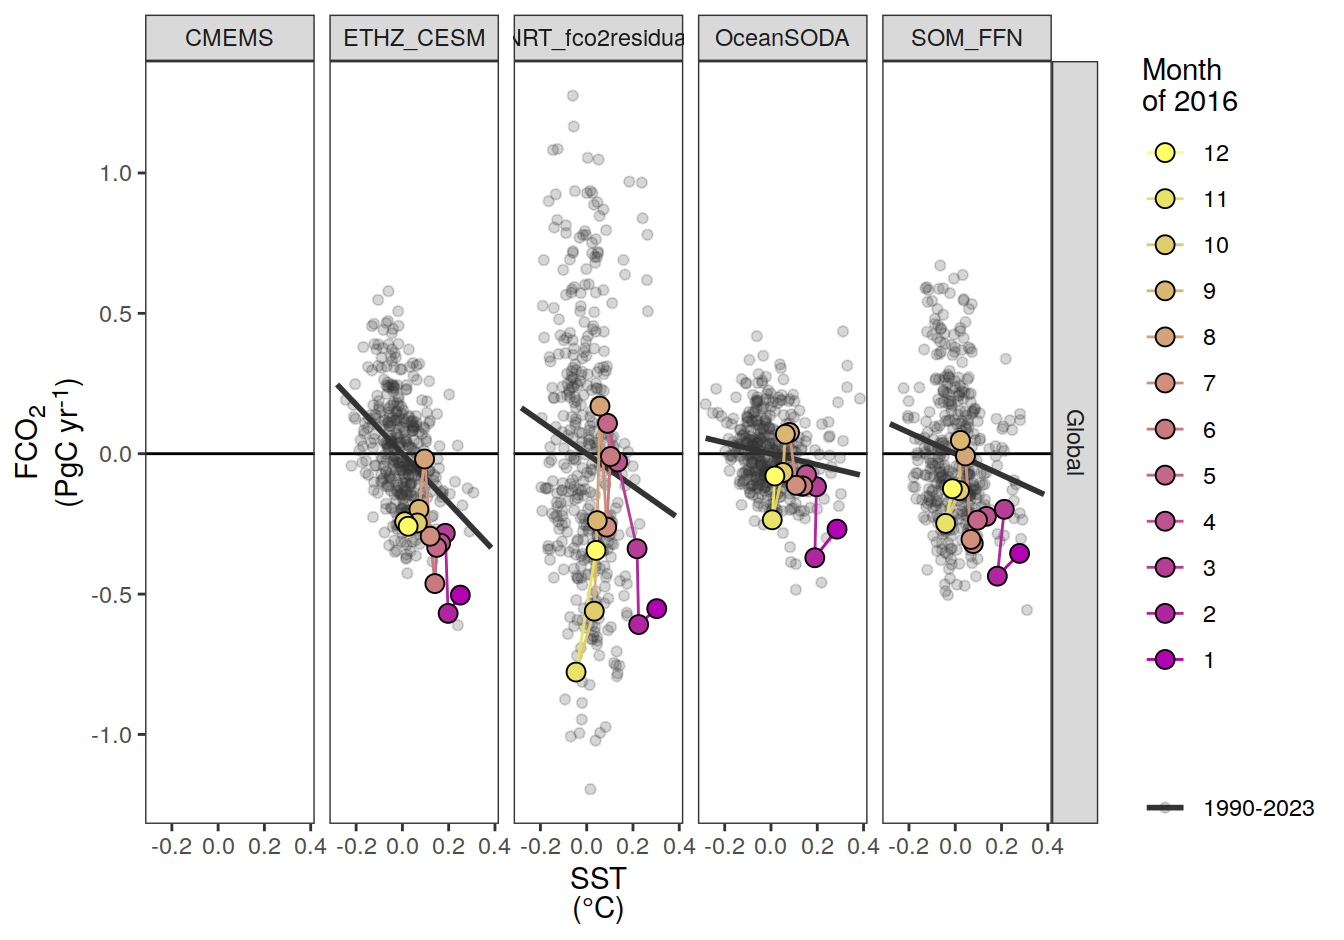 CMEMS
ETHZ_CESM
NRT_fco2residua
OceanSODA
SOM_FFN
Global
FCO2
(PgC yr-1)
1.0
0.5
0.0
-0.5
-1.0
-0.2 0.0 0.2 0.4
-0.2 0.0 0.2 0.4
-0.2 0.0 0.2 0.4
-0.2 0.0 0.2 0.4
-0.2 0.0 0.2 0.4
SST
(°C)
Month
of 2016
12
11
10
9
8
7
6
5
4
3
2
1
1990-2023